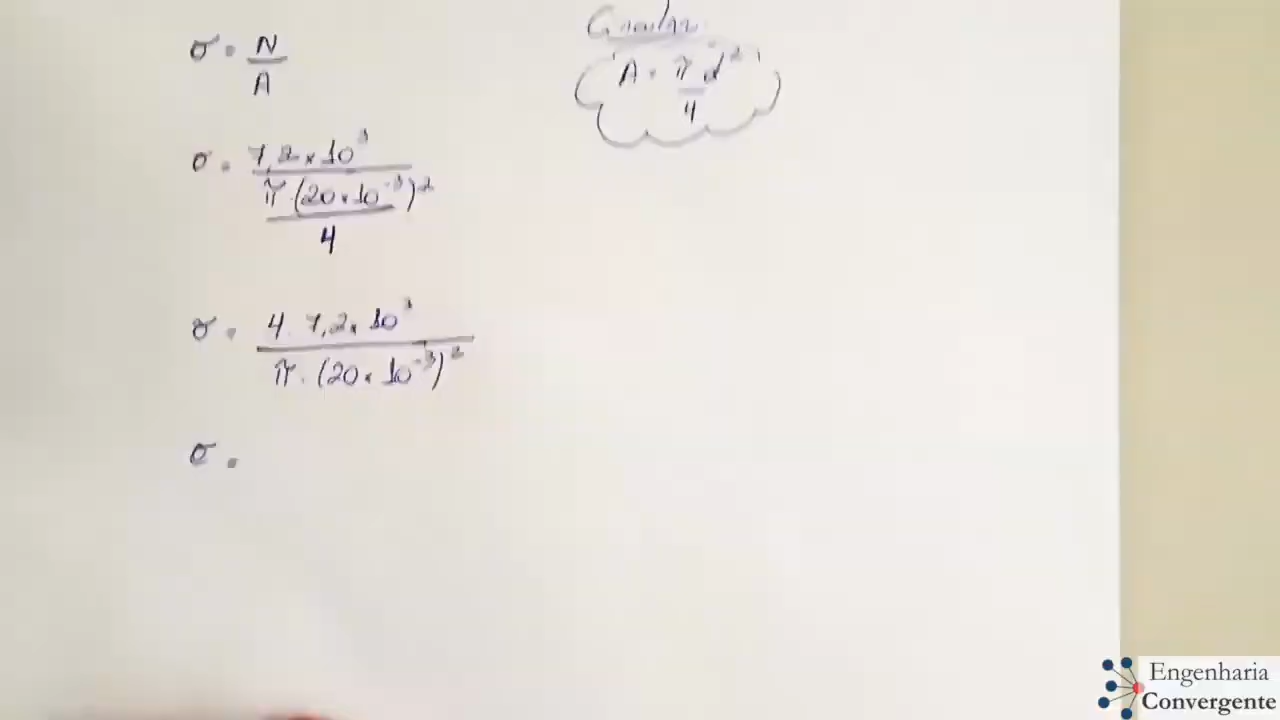 Circular
σ = N/A
A = π d²/4
σ = 7,2 × 10³ / (π · (20 × 10⁻³)² / 4)
σ = 4 · 7,2 × 10³ / π · (20 × 10⁻³)²
σ =
Engenharia
Convergente